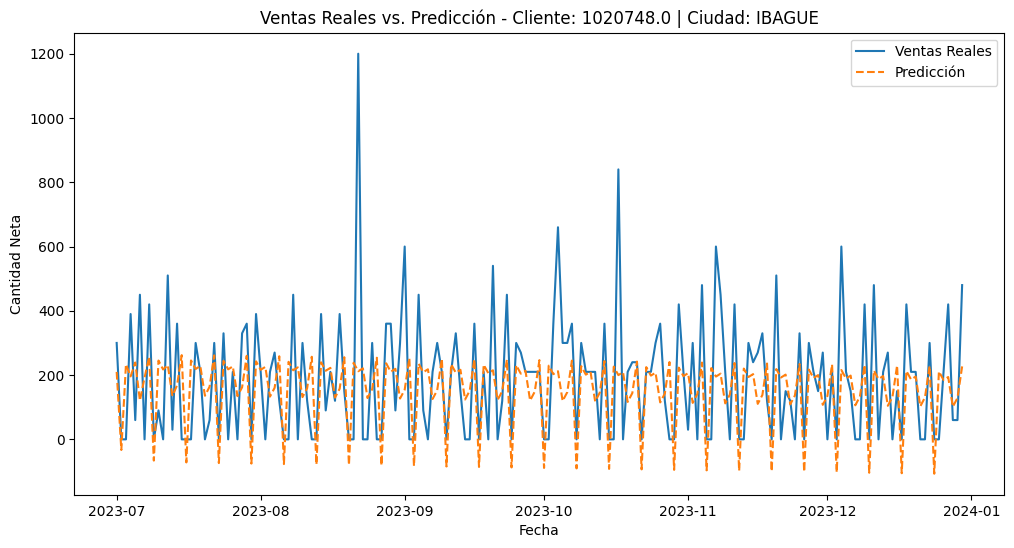 Ventas Reales vs. Predicción - Cliente: 1020748.0 | Ciudad: IBAGUE
Ventas Reales
Predicción
Cantidad Neta
1200
1000
800
600
400
200
0
2023-07
2023-08
2023-09
2023-10
2023-11
2023-12
2024-01
Fecha